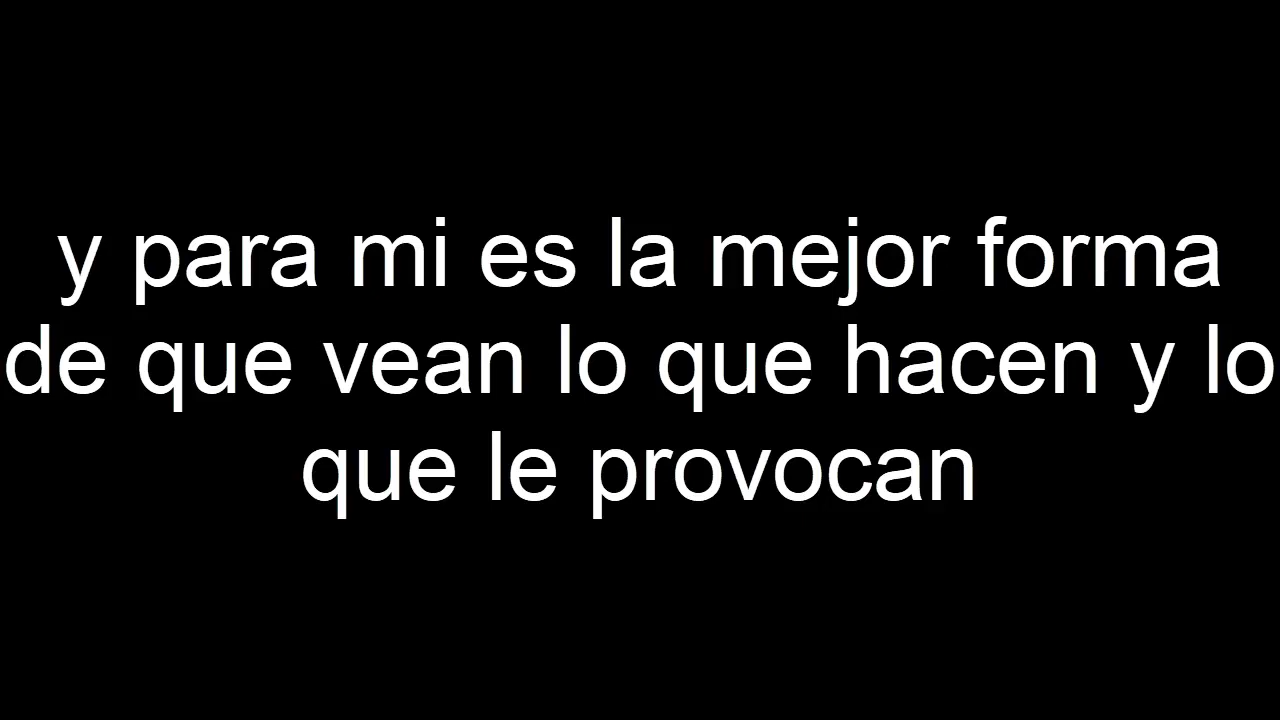 y para mi es la mejor forma
de que vean lo que hacen y lo
que le provocan